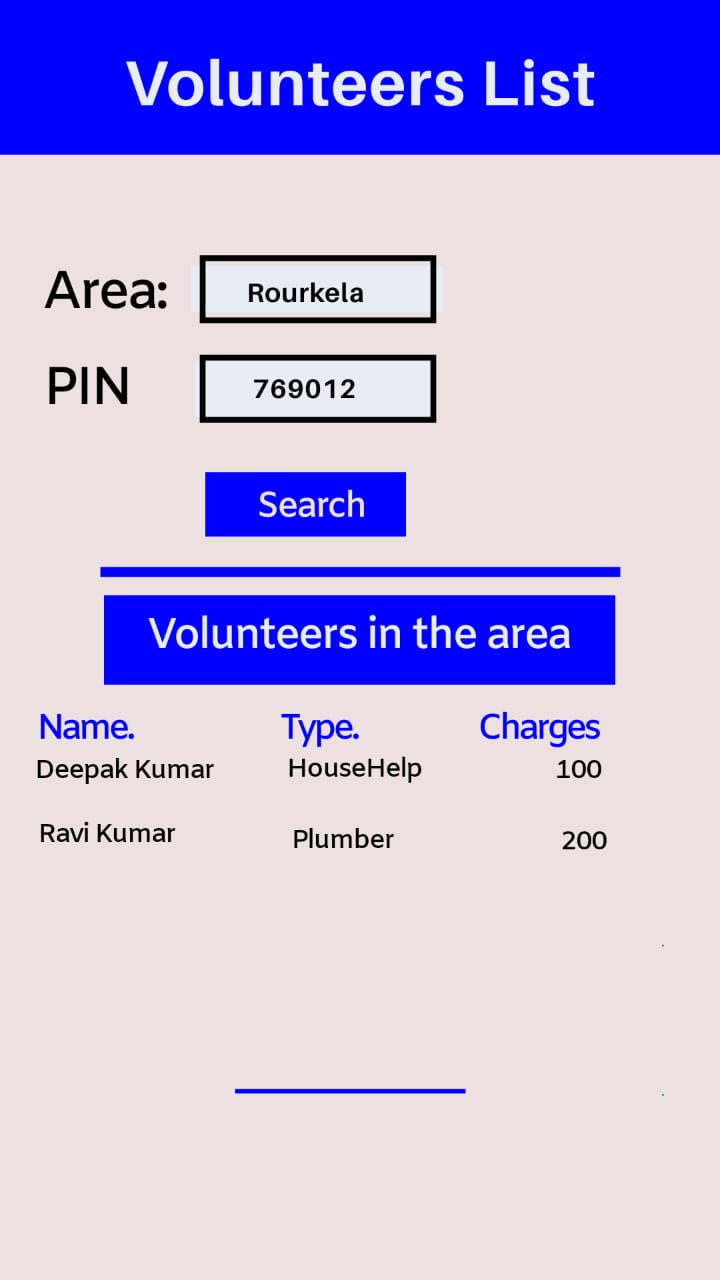 Volunteers List
Area: Rourkela
PIN 769012
Search
Volunteers in the area
Name. Type. Charges
Deepak Kumar HouseHelp 100
Ravi Kumar Plumber 200